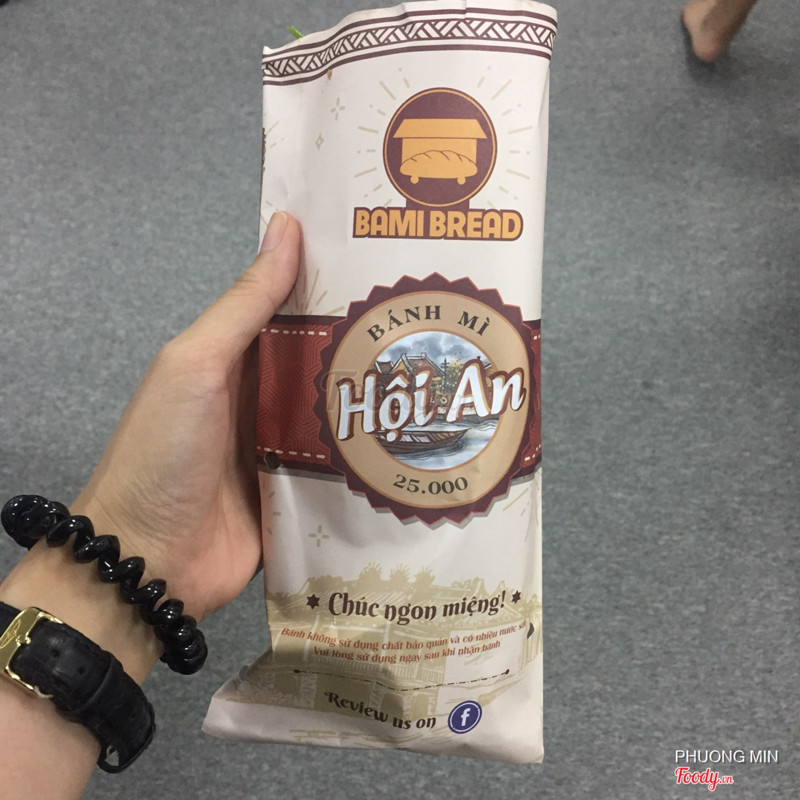 BAMI BREAD
BÁNH MÌ
Hội An
25.000
Chúc ngon miệng!
Bánh không sử dụng chất bảo quản và có nhiều nước sốt
Vui lòng sử dụng ngay sau khi nhận bánh
Review us on f
PHUONG MIN
Foody.vn